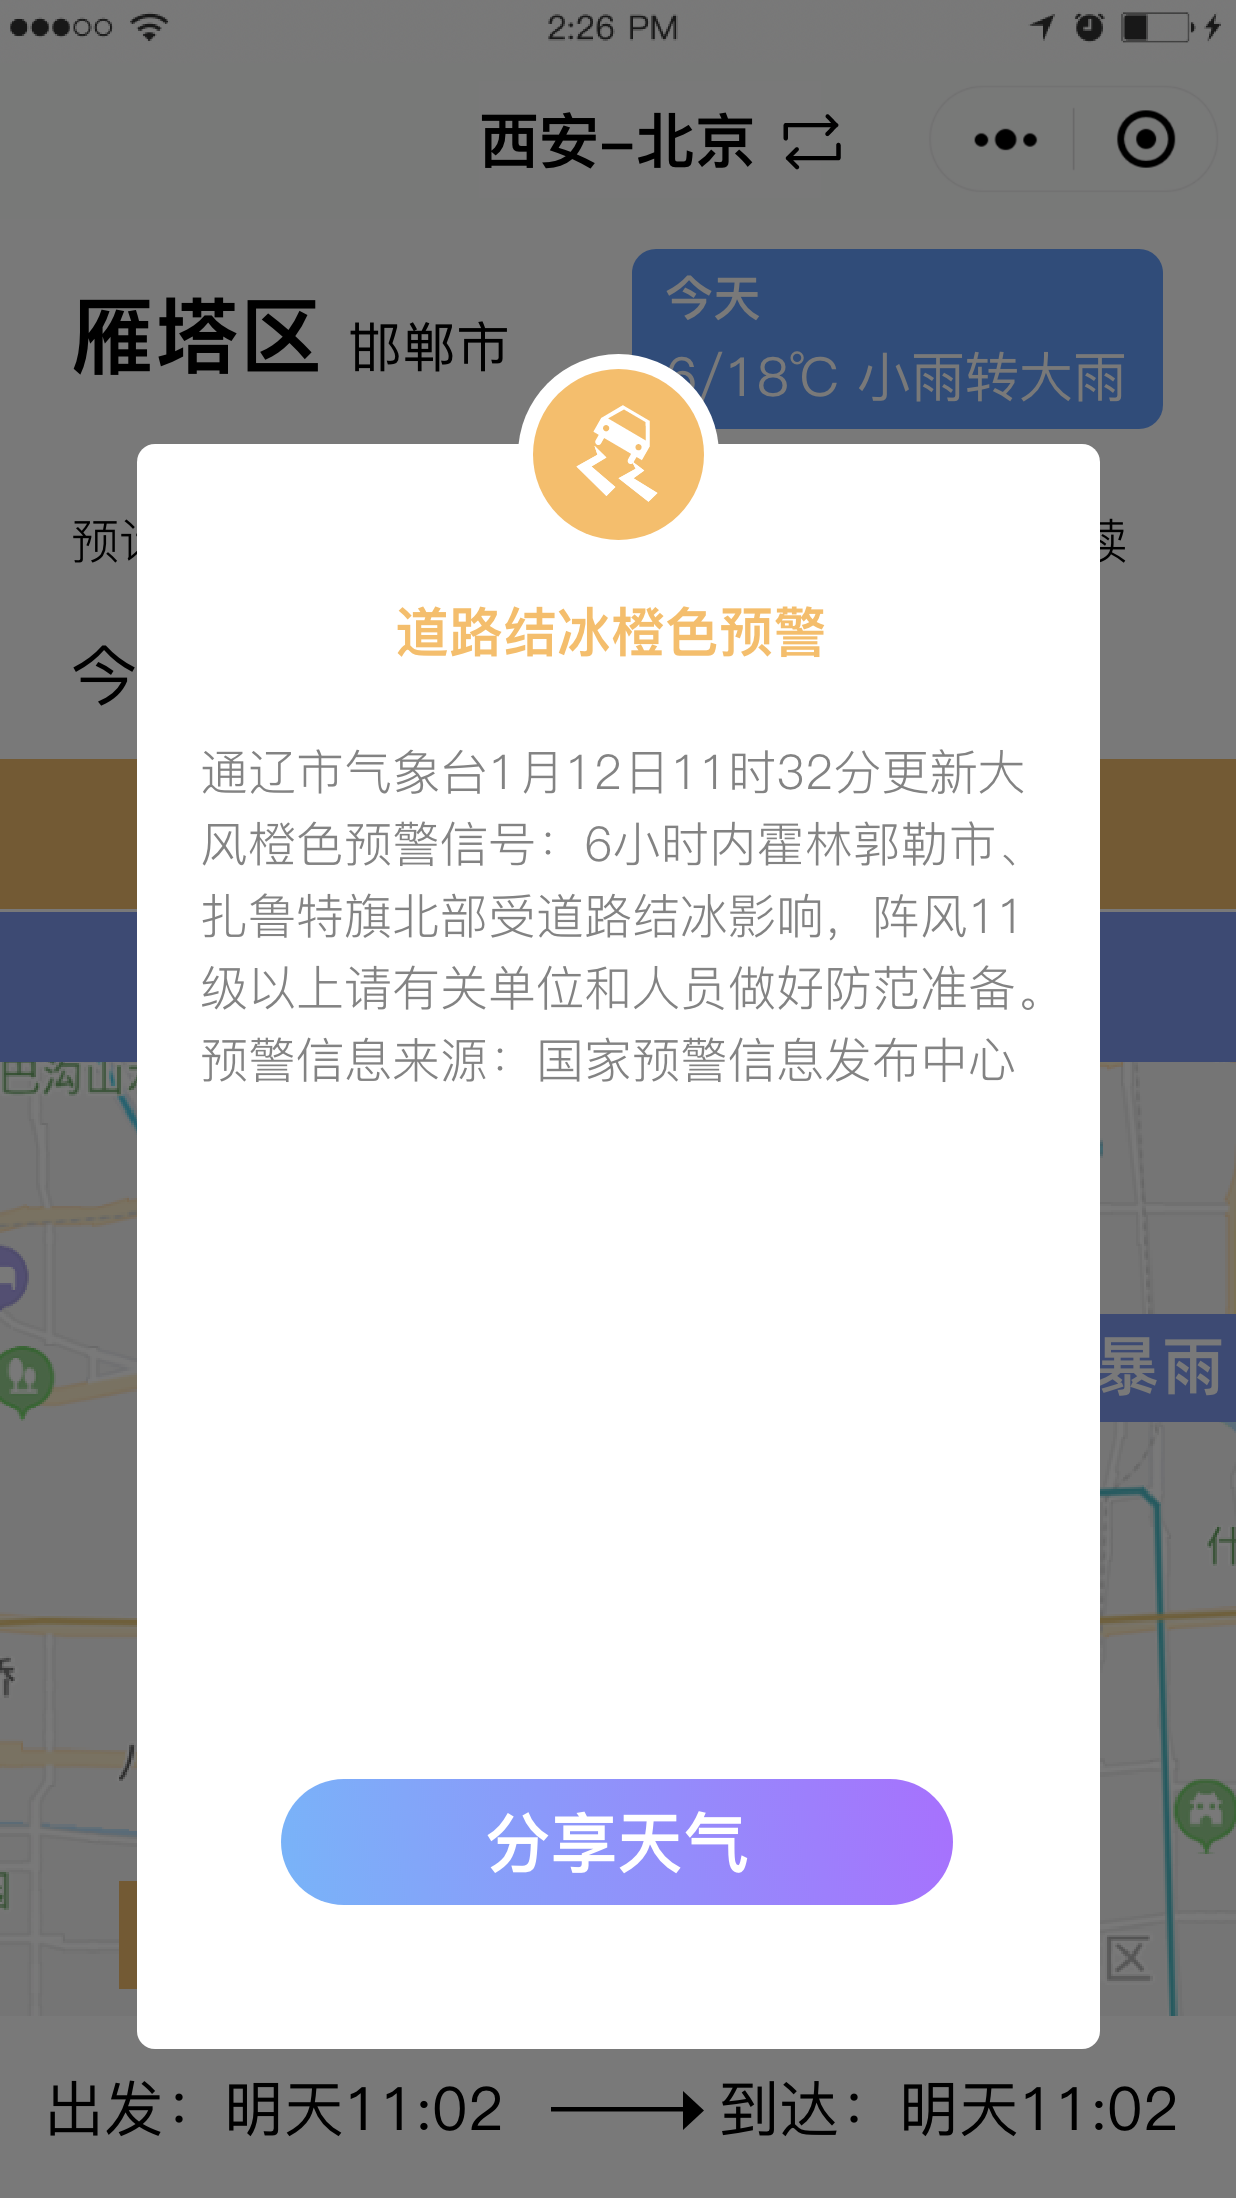 2:26 PM
西安-北京
雁塔区 邯郸市
今天
6/18℃ 小雨转大雨
预
读
今
道路结冰橙色预警
通辽市气象台1月12日11时32分更新大
风橙色预警信号：6小时内霍林郭勒市、
扎鲁特旗北部受道路结冰影响，阵风11
级以上请有关单位和人员做好防范准备。
预警信息来源：国家预警信息发布中心
巴沟山
暴雨
什
分享天气
区
出发：明天11:02 到达：明天11:02